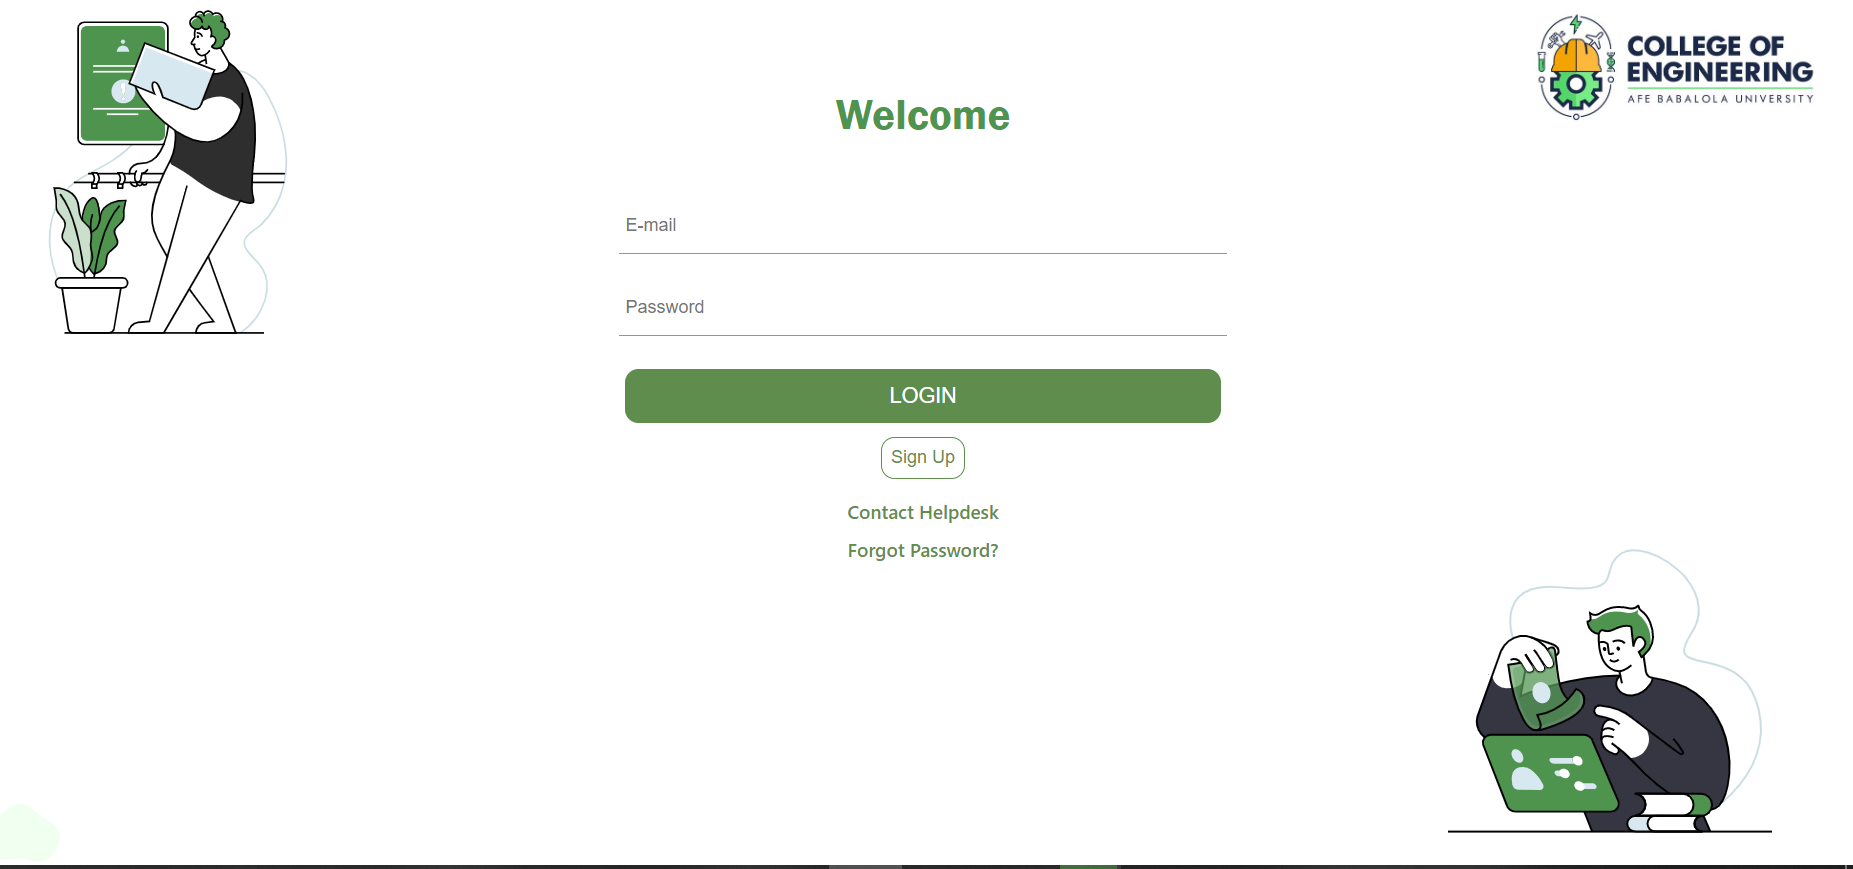 COLLEGE OF
ENGINEERING
AFE BABALOLA UNIVERSITY
Welcome
E-mail
Password
LOGIN
Sign Up
Contact Helpdesk
Forgot Password?